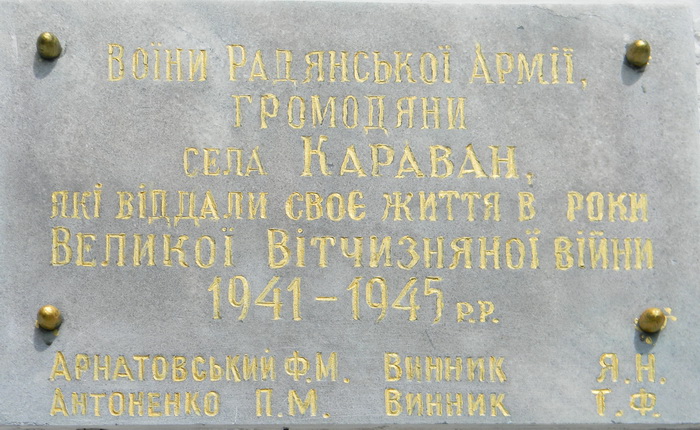 Воїни Радянської Армії,
громодяни
села Караван,
які віддали своє життя в роки
Великої Вітчизняної війни
1941-1945 р.р.
Арнатовський Ф.М. Винник Я.Н.
Антоненко П.М. Винник Т.Ф.